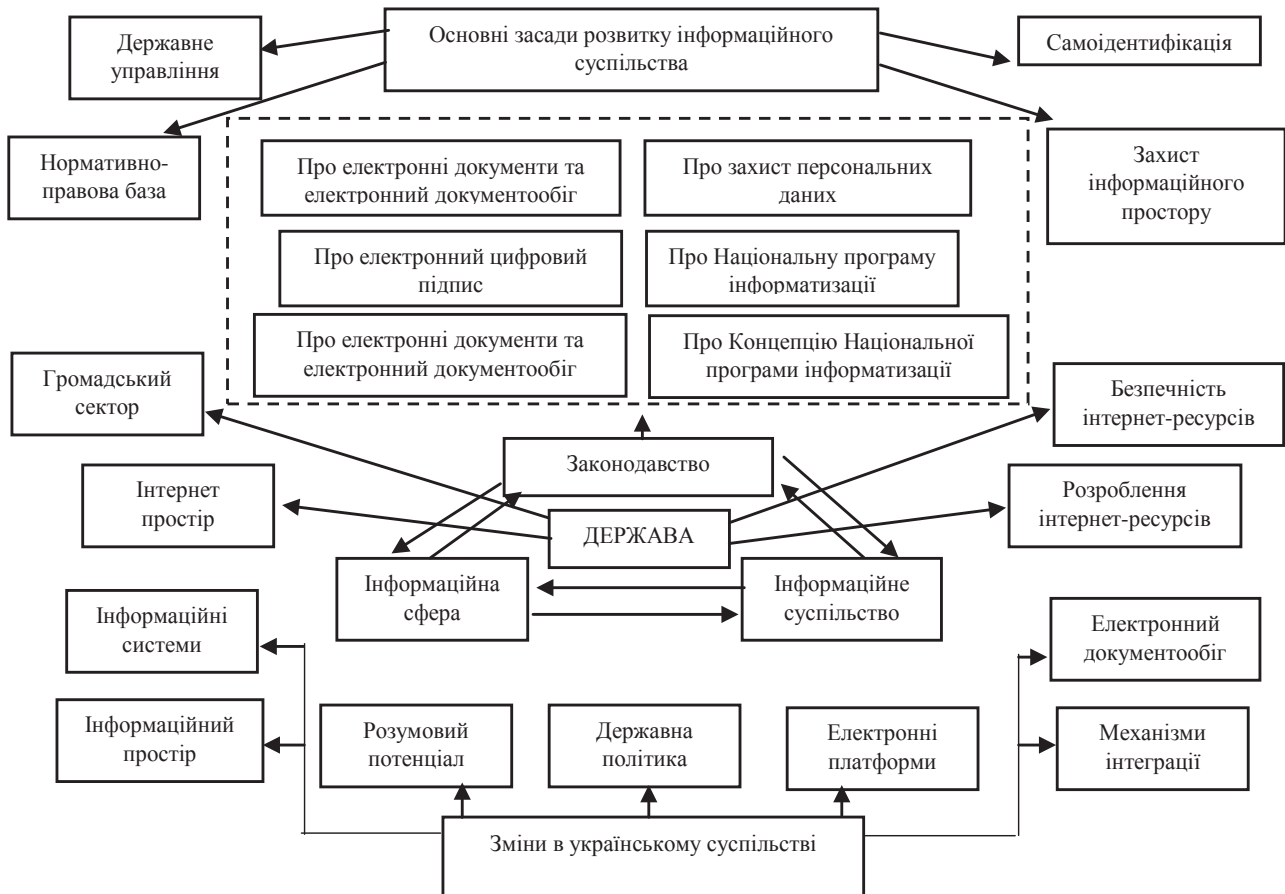 Державне
управління
Основні засади розвитку інформаційного
суспільства
Самоідентифікація
Нормативно-
правова база
Про електронні документи та
електронний документообіг
Про захист персональних
даних
Захист
інформаційного
простору
Про електронний цифровий
підпис
Про Національну програму
інформатизації
Про електронні документи та
електронний документообіг
Про Концепцію Національної
програми інформатизації
Громадський
сектор
Безпечність
інтернет-ресурсів
Законодавство
Інтернет
простір
Розроблення
інтернет-ресурсів
ДЕРЖАВА
Інформаційна
сфера
Інформаційне
суспільство
Інформаційні
системи
Електронний
документообіг
Інформаційний
простір
Розумовий
потенціал
Державна
політика
Електронні
платформи
Механізми
інтеграції
Зміни в українському суспільстві